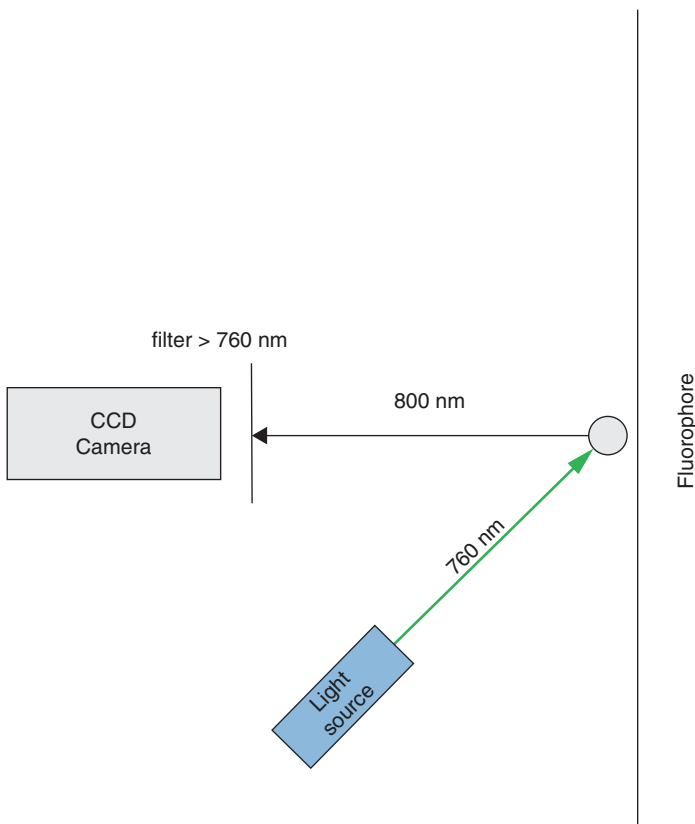 filter > 760 nm
CCD
Camera
800 nm
Fluorophore
760 nm
Light
source